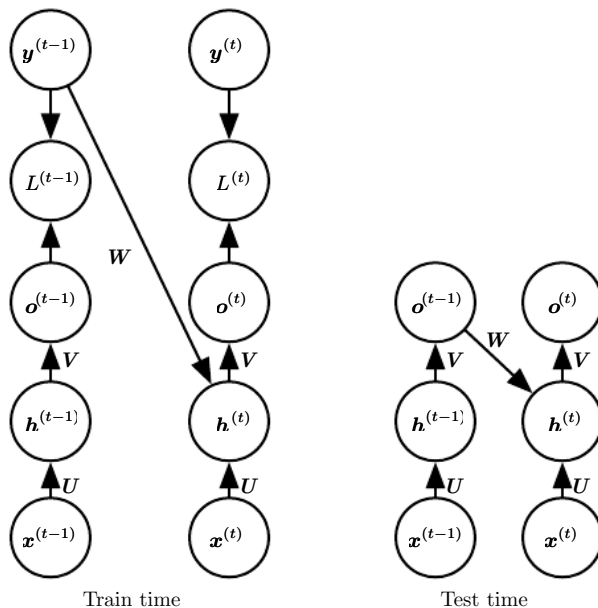 y(t−1) y(t)
L(t−1) L(t)
W
o(t−1) o(t) o(t−1) o(t)
W
V V V V
h(t−1) h(t) h(t−1) h(t)
U U U U
x(t−1) x(t) x(t−1) x(t)
Train time Test time